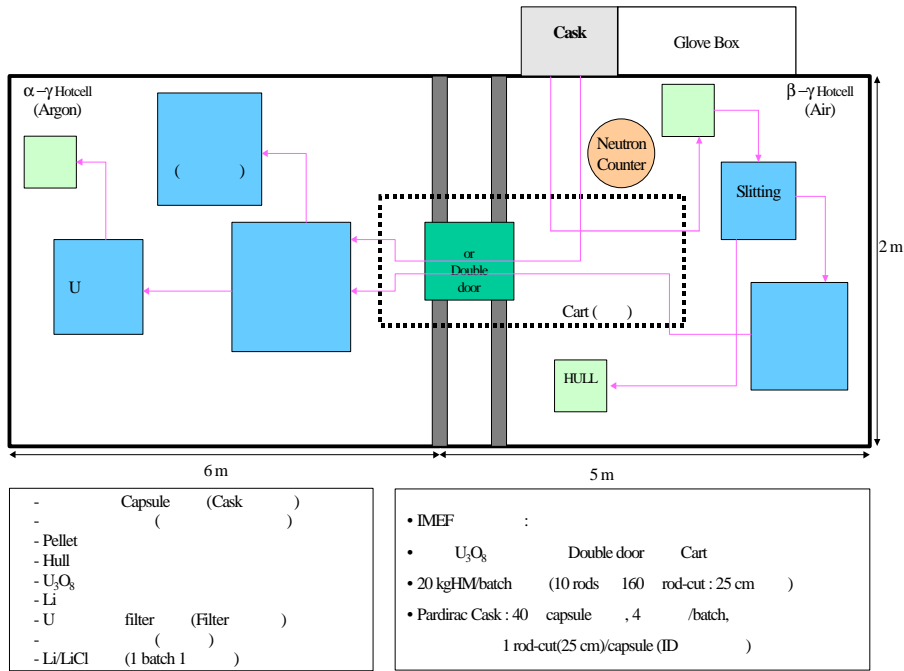 Cask
Glove Box
α−γ Hotcell
(Argon)
β−γ Hotcell
(Air)
Neutron
Counter
( )
Slitting
2 m
or
Double
door
U
Cart ( )
HULL
6 m
5 m
- Capsule (Cask )
- ( )
- Pellet
- Hull
- U₃O₈
- Li
- U filter (Filter )
- ( )
- Li/LiCl (1 batch 1 )
• IMEF :
• U₃O₈ Double door Cart
• 20 kgHM/batch (10 rods 160 rod-cut : 25 cm )
• Pardirac Cask : 40 capsule , 4 /batch,
1 rod-cut(25 cm)/capsule (ID )